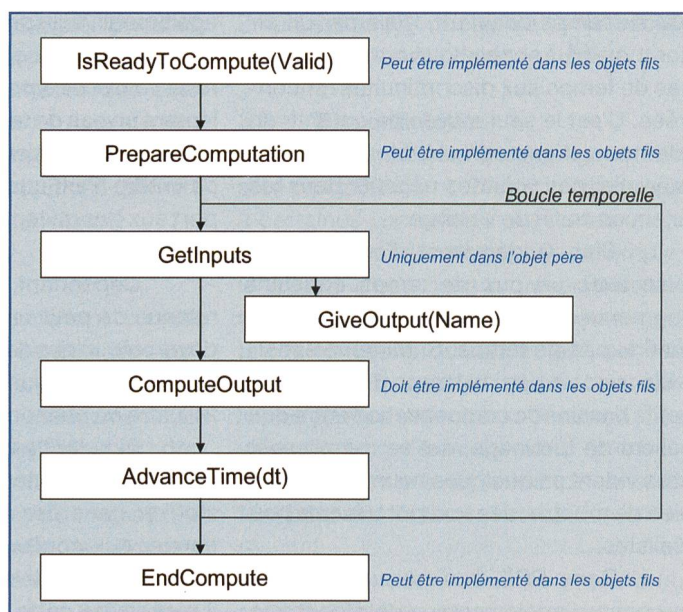 IsReadyToCompute(Valid) Peut être implémenté dans les objets fils
PrepareComputation Peut être implémenté dans les objets fils
Boucle temporelle
GetInputs Uniquement dans l'objet père
GiveOutput(Name)
ComputeOutput Doit être implémenté dans les objets fils
AdvanceTime(dt)
EndCompute Peut être implémenté dans les objets fils